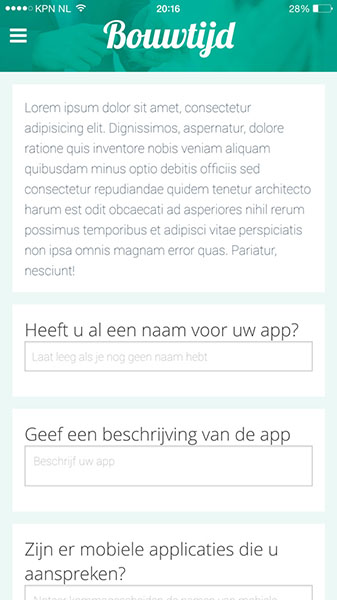 KPN NL 20:16 28%
Bouwtijd
Lorem ipsum dolor sit amet, consectetur
adipisicing elit. Dignissimos, aspernatur, dolore
ratione quis inventore nobis veniam aliquam
quibusdam minus optio debitis officiis sed
consectetur repudiandae quidem tenetur architecto
harum est odit obcaecati ad asperiores nihil rerum
possimus temporibus et adipisci vitae perspiciatis
non ipsa omnis magnam error quas. Pariatur,
nesciunt!
Heeft u al een naam voor uw app?
Laat leeg als je nog geen naam hebt
Geef een beschrijving van de app
Beschrijf uw app
Zijn er mobiele applicaties die u
aanspreken?